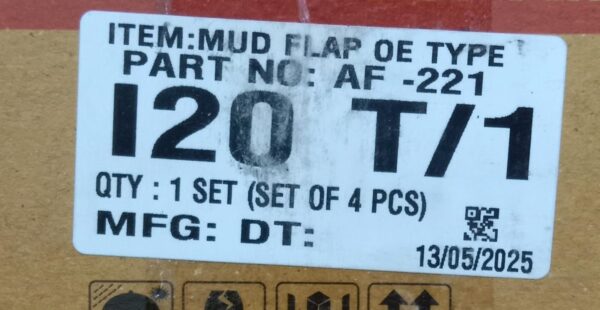 ITEM:MUD FLAP OE TYPE
PART NO: AF -221
I20 T/1
QTY : 1 SET (SET OF 4 PCS)
MFG: DT:
13/05/2025